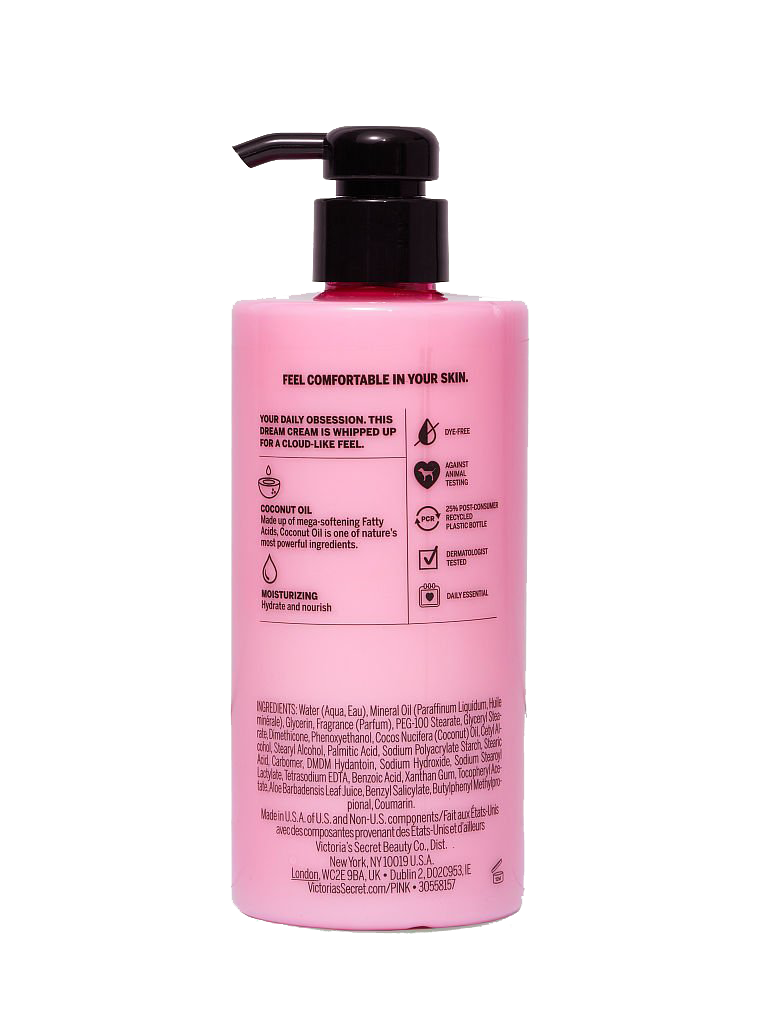 FEEL COMFORTABLE IN YOUR SKIN.
YOUR DAILY OBSESSION. THIS
DREAM CREAM IS WHIPPED UP
FOR A CLOUD-LIKE FEEL.
COCONUT OIL
Made up of mega-softening Fatty
Acids, Coconut Oil is one of nature's
most powerful ingredients.
MOISTURIZING
Hydrate and nourish
DYE-FREE
AGAINST
ANIMAL
TESTING
PCR
25% POST-CONSUMER
RECYCLED
PLASTIC BOTTLE
DERMATOLOGIST
TESTED
DAILY ESSENTIAL
INGREDIENTS: Water (Aqua, Eau), Mineral Oil (Paraffinum Liquidum, Huile
minérale), Glycerin, Fragrance (Parfum), PEG-100 Stearate, Glyceryl Stea-
rate, Dimethicone, Phenoxyethanol, Cocos Nucifera (Coconut) Oil, Cetyl Al-
cohol, Stearyl Alcohol, Palmitic Acid, Sodium Polyacrylate Starch, Stearic
Acid, Carbomer, DMDM Hydantoin, Sodium Hydroxide, Sodium Stearoyl
Lactylate, Tetrasodium EDTA, Benzoic Acid, Xanthan Gum, Tocopheryl Ace-
tate, Aloe Barbadensis Leaf Juice, Benzyl Salicylate, Butylphenyl Methylpro-
pional, Coumarin.
Made in U.S.A. of U.S. and Non-U.S. components/Fait aux États-Unis
avec des composantes provenant des États-Unis et d'ailleurs
Victoria's Secret Beauty Co., Dist.
New York, NY 10019 U.S.A.
London, WC2E 9BA, UK • Dublin 2, D02C953, IE
VictoriasSecret.com/PINK • 30558157